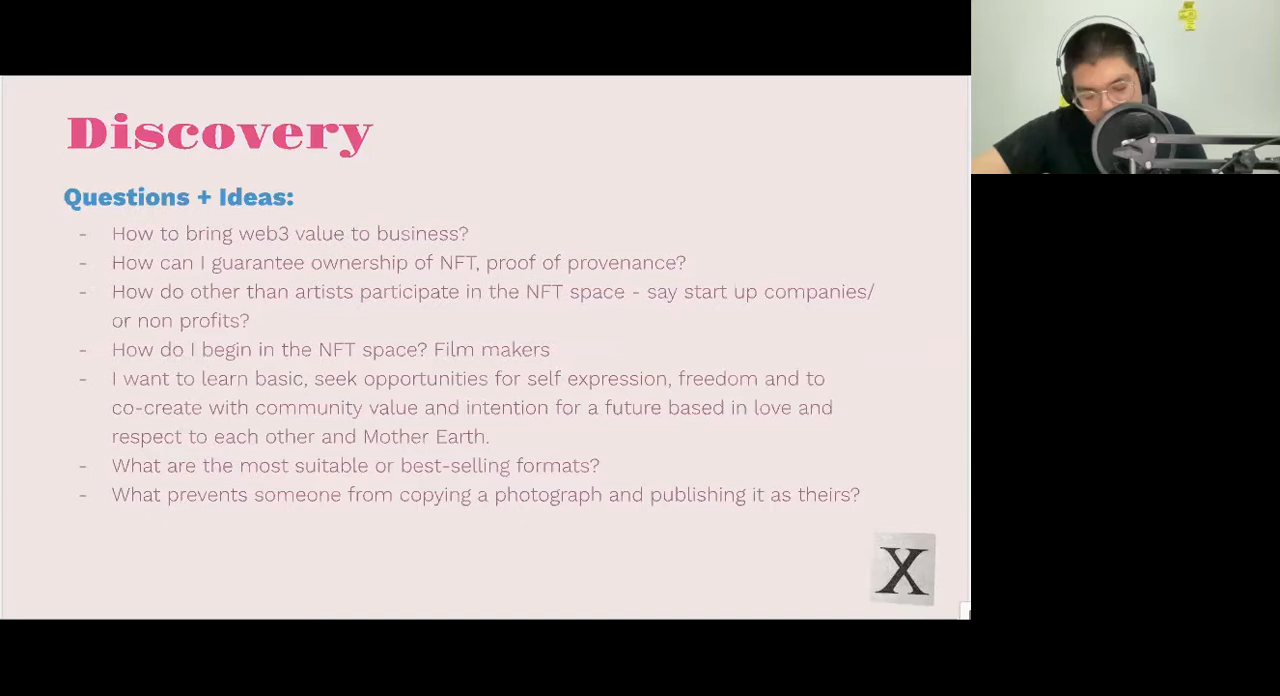 Discovery
Questions + Ideas:
- How to bring web3 value to business?
- How can I guarantee ownership of NFT, proof of provenance?
- How do other than artists participate in the NFT space - say start up companies/
or non profits?
- How do I begin in the NFT space? Film makers
- I want to learn basic, seek opportunities for self expression, freedom and to
co-create with community value and intention for a future based in love and
respect to each other and Mother Earth.
- What are the most suitable or best-selling formats?
- What prevents someone from copying a photograph and publishing it as theirs?
X